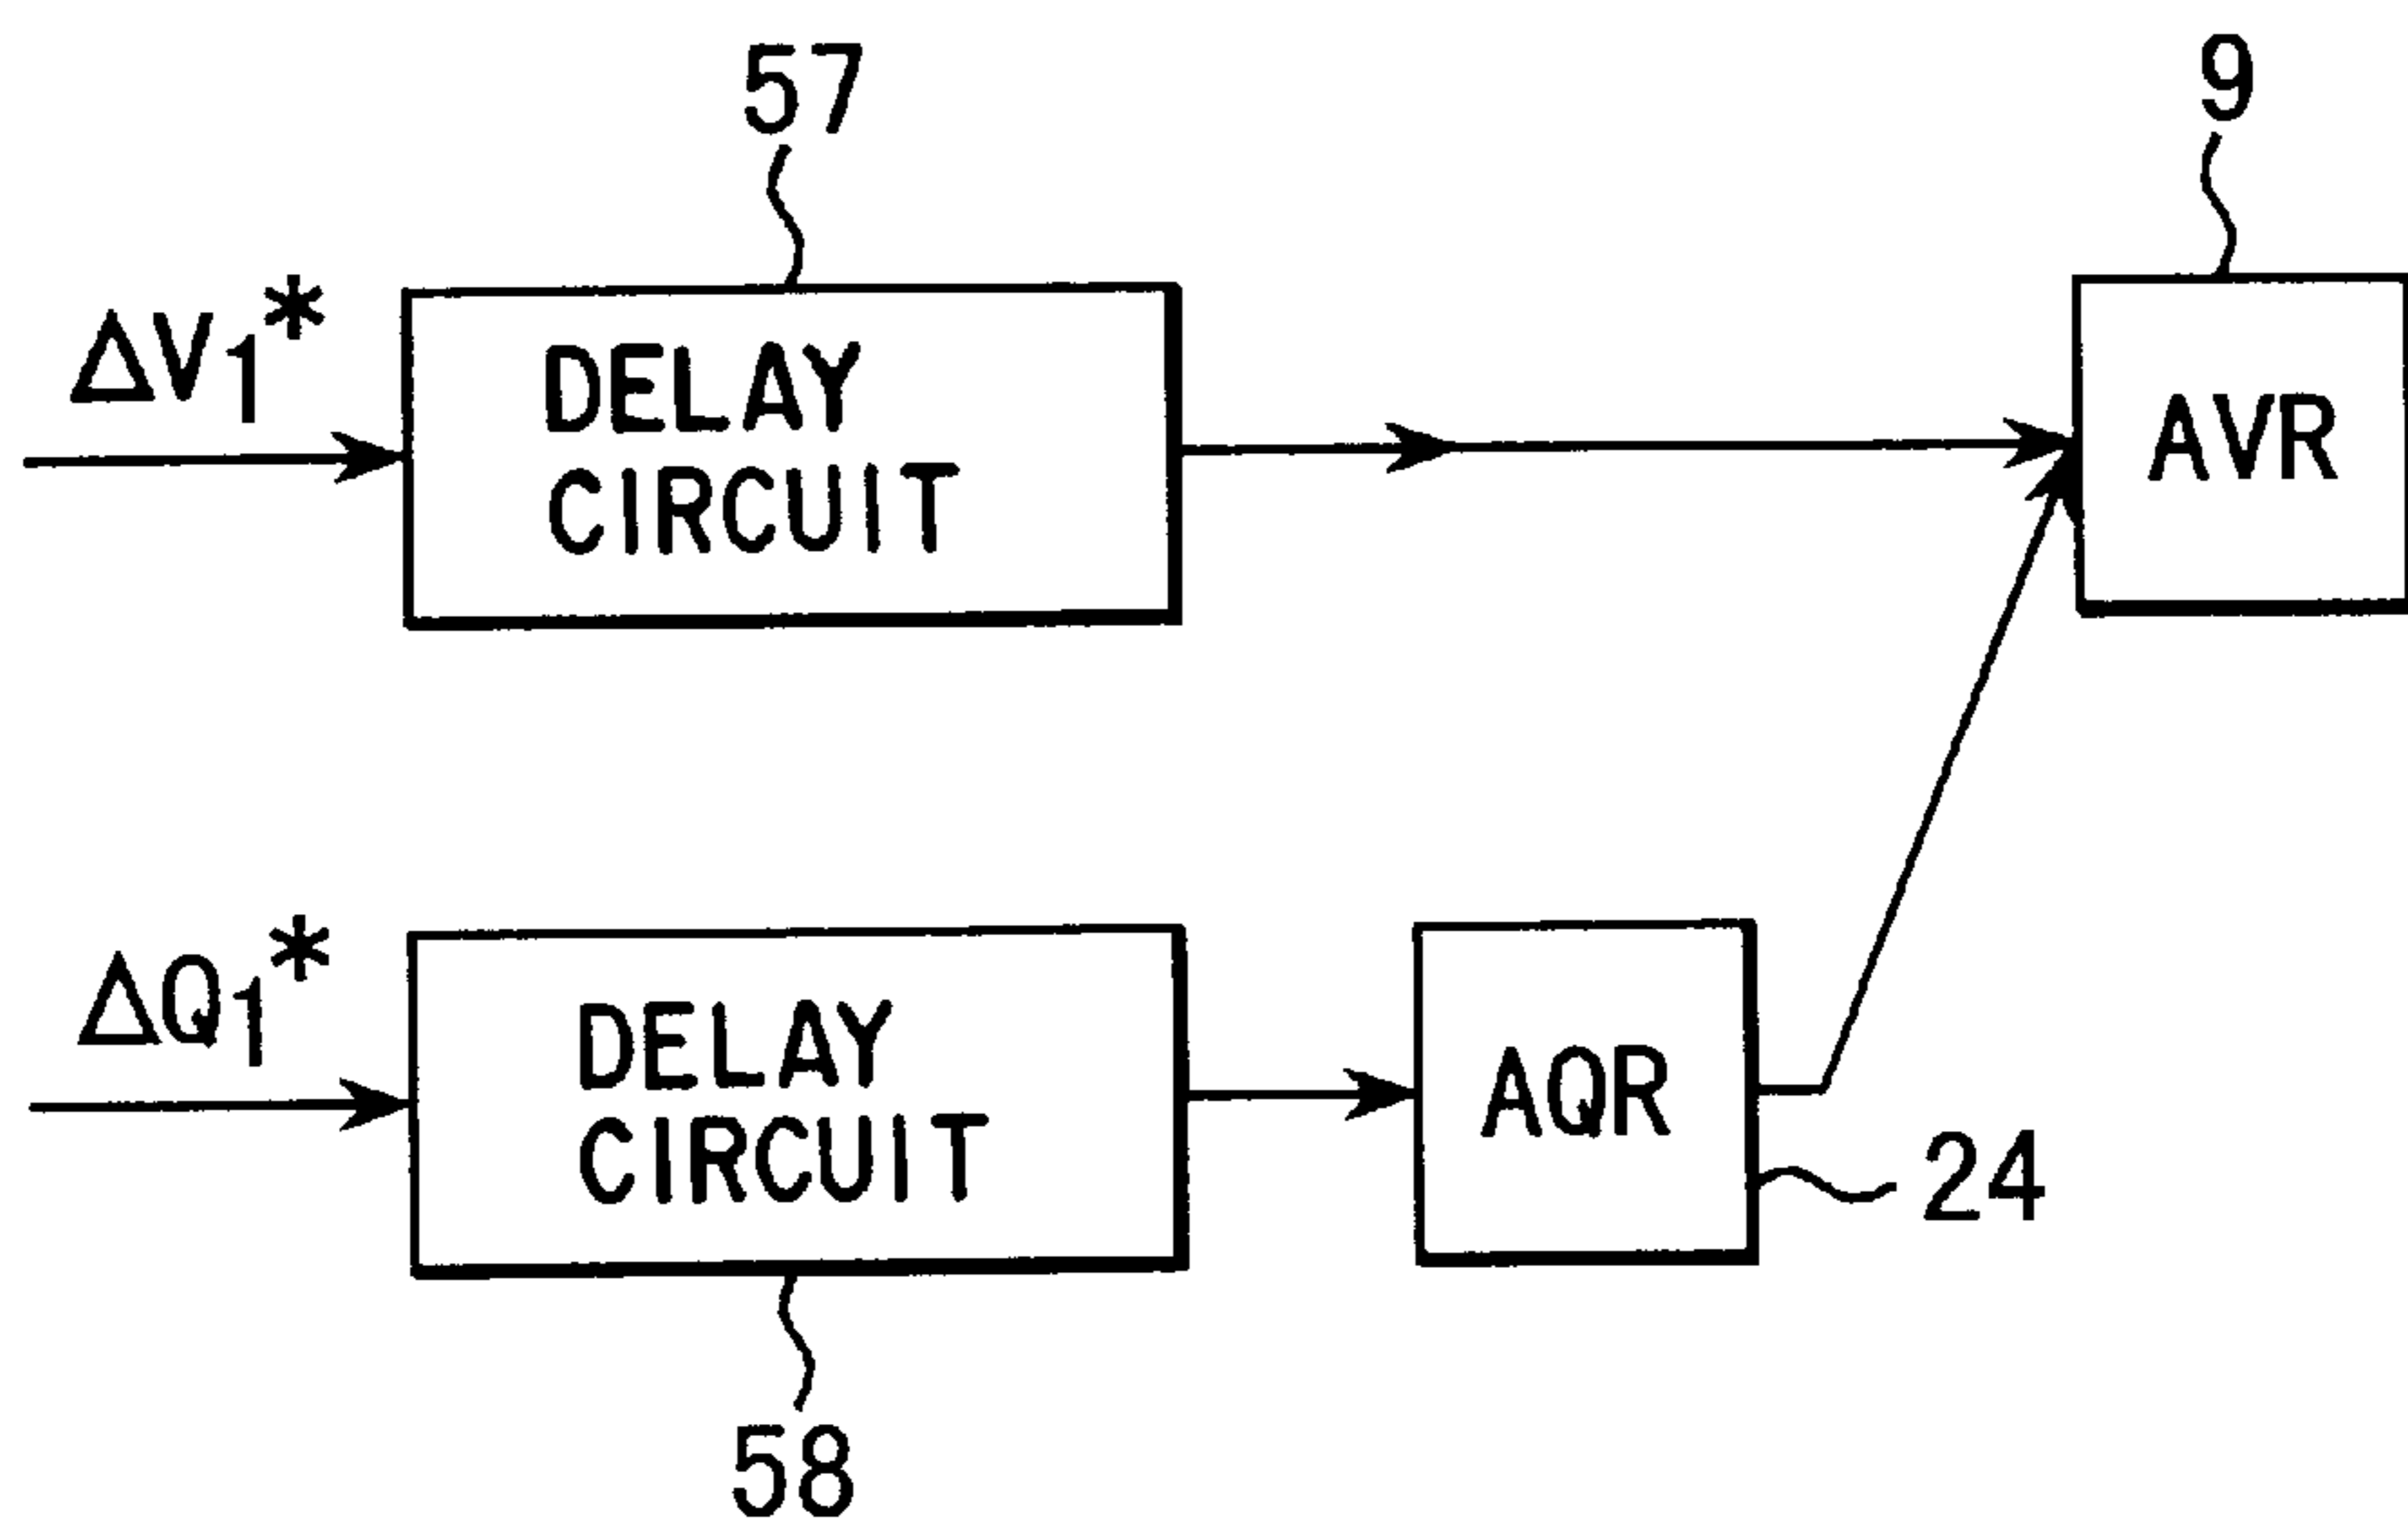 57
9
ΔV1*
DELAY
CIRCUIT
AVR
ΔQ1*
DELAY
CIRCUIT
AQR
24
58